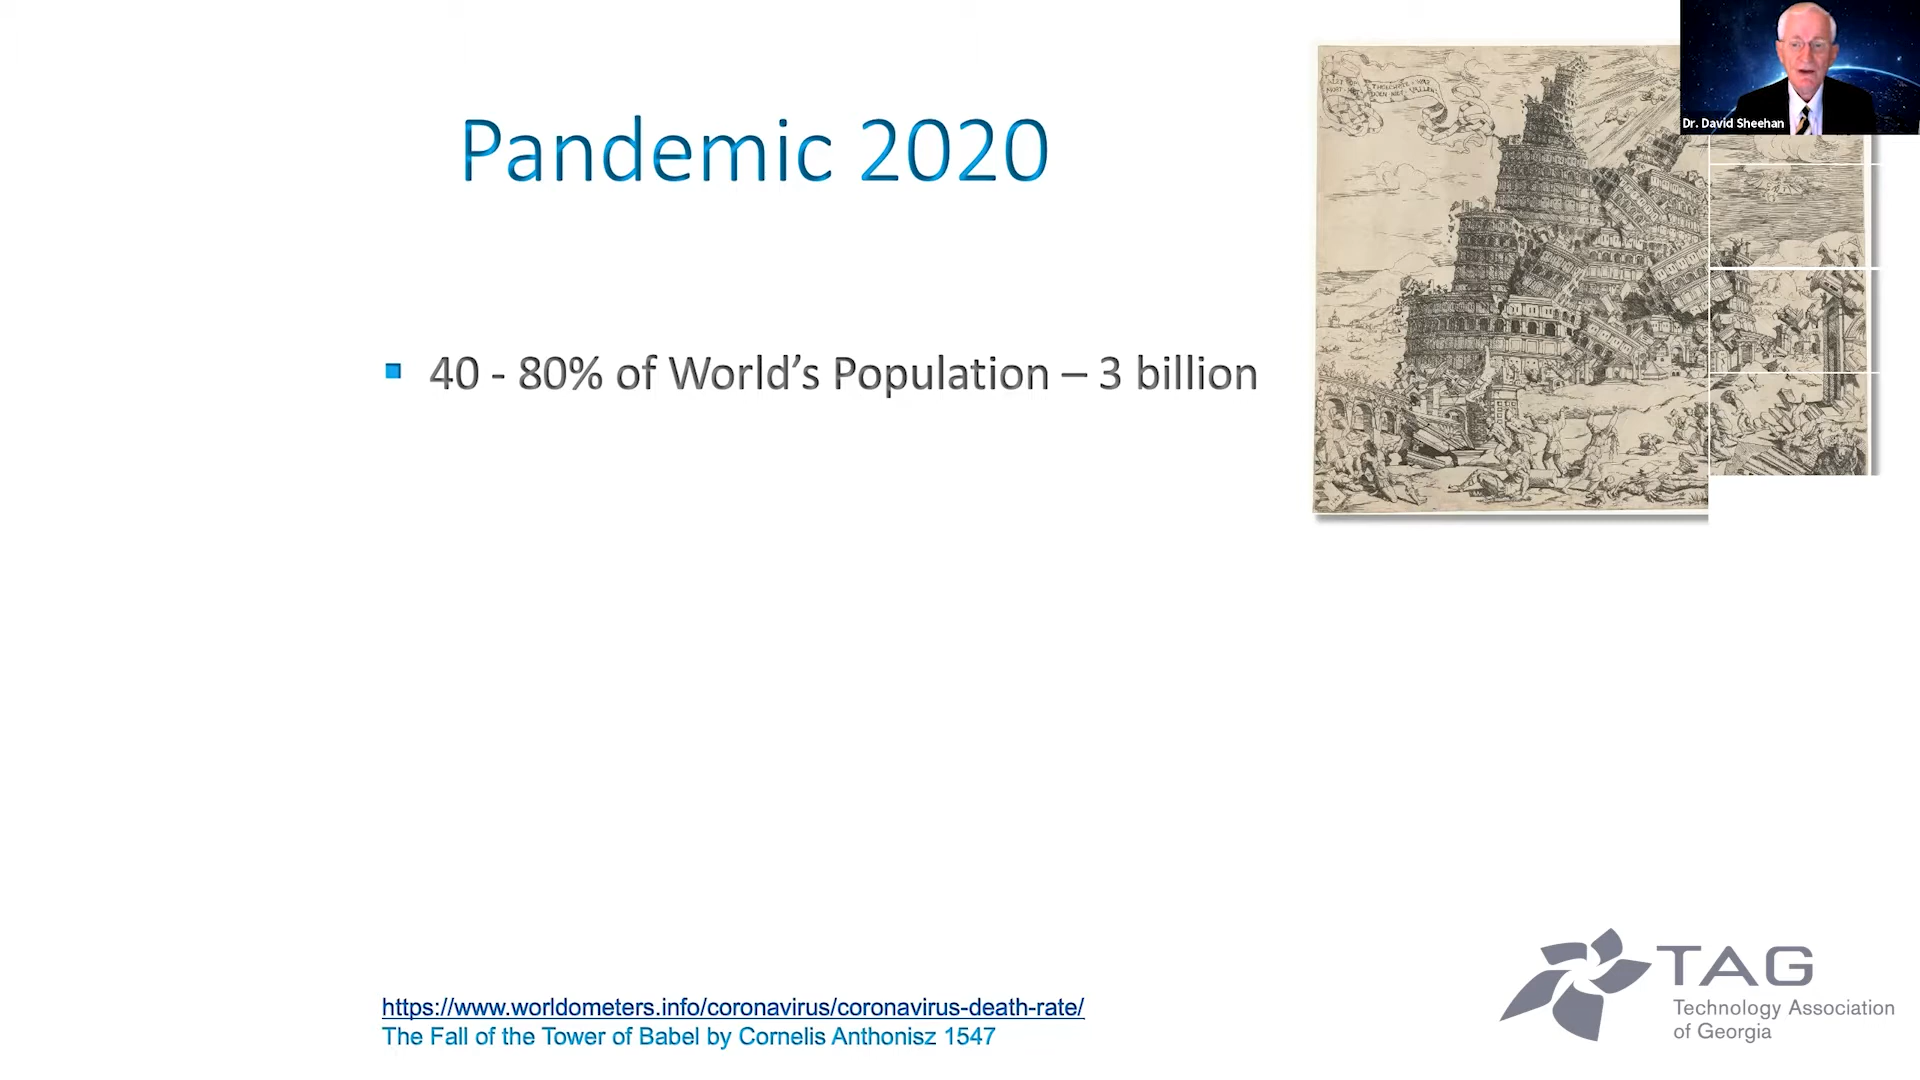 Pandemic 2020
Dr. David Sheehan
40 - 80% of World’s Population – 3 billion
https://www.worldometers.info/coronavirus/coronavirus-death-rate/
The Fall of the Tower of Babel by Cornelis Anthonisz 1547
TAG
Technology Association
of Georgia